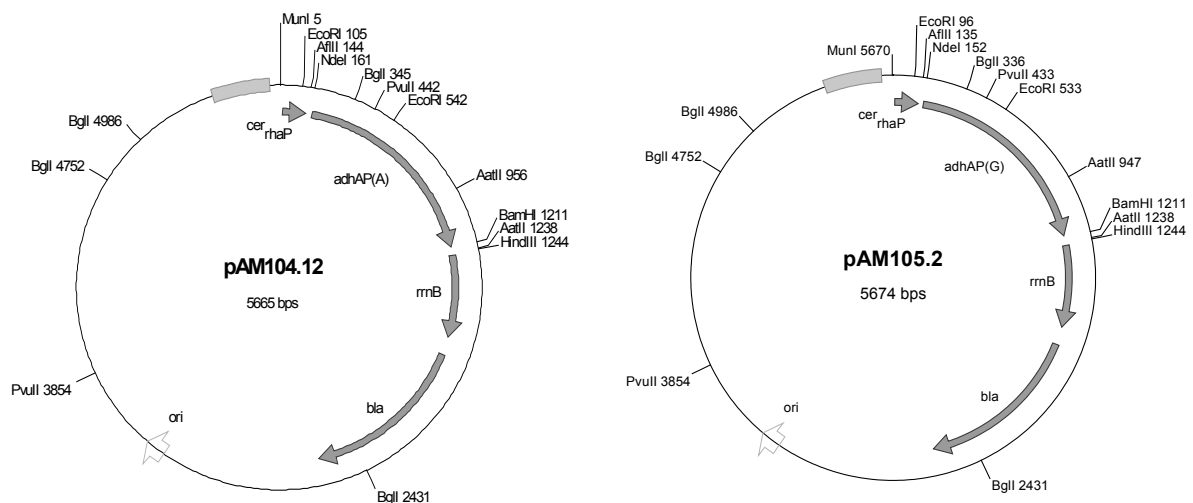 MunI 5
EcoRI 105
AflII 144
NdeI 161
BglI 345
PvuII 442
EcoRI 542
BglI 4986
BglI 4752
cer
rhaP
adhAP(A)
AatII 956
BamHI 1211
AatII 1238
HindIII 1244
pAM104.12
5665 bps
rrnB
PvuII 3854
bla
ori
BglI 2431
EcoRI 96
AflII 135
NdeI 152
MunI 5670
BglI 336
PvuII 433
EcoRI 533
BglI 4986
BglI 4752
cer
rhaP
adhAP(G)
AatII 947
BamHI 1211
AatII 1238
HindIII 1244
pAM105.2
5674 bps
rrnB
PvuII 3854
bla
ori
BglI 2431